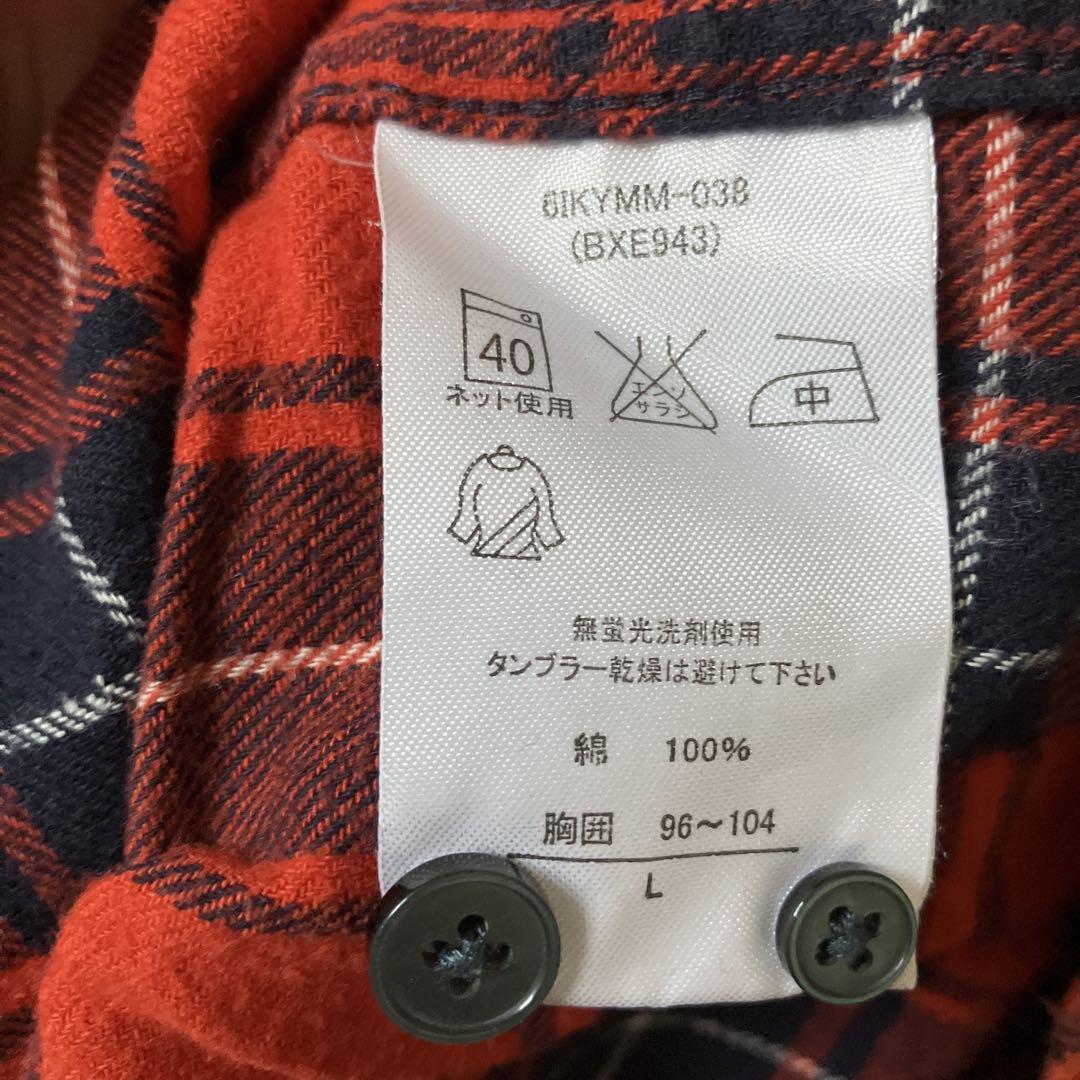 6IKYMM-038
(BXE943)
40
ネット使用
エンソ
サラシ
中
無蛍光洗剤使用
タンブラー乾燥は避けて下さい
綿 100%
胸囲 96～104
L